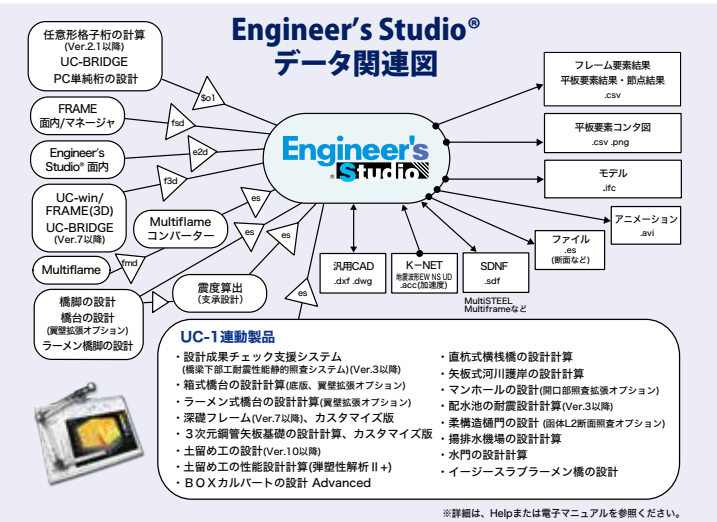 Engineer's Studio®
データ関連図
任意形格子桁の計算
(Ver.2.1以降)
UC-BRIDGE
PC単純桁の設計
$o1
FRAME
面内/マネージャ
fsd
Engineer's
Studio® 面内
e2d
UC-win/
FRAME(3D)
UC-BRIDGE
(Ver.7以降)
f3d
Multiflame
コンバーター
es
Multiflame
fmd
橋脚の設計
橋台の設計
(翼壁拡張オプション)
ラーメン橋脚の設計
es
震度算出
(支承設計)
es
es
Engineer's
Studio®
フレーム要素結果
平板要素結果・節点結果
.csv
平板要素コンタ図
.csv .png
モデル
.ifc
アニメーション
.avi
ファイル
.es
(断面など)
汎用CAD
.dxf .dwg
K-NET
地震波形EW NS UD
.acc(加速度)
SDNF
.sdf
MultiSTEEL
Multiframeなど
UC-1連動製品
・設計成果チェック支援システム
(橋梁下部工耐震性能静的照査システム)(Ver.3以降)
・箱式橋台の設計計算(底版、翼壁拡張オプション)
・ラーメン式橋台の設計計算(翼壁拡張オプション)
・深礎フレーム(Ver.7以降)、カスタマイズ版
・３次元鋼管矢板基礎の設計計算、カスタマイズ版
・土留め工の設計(Ver.10以降)
・土留め工の性能設計計算(弾塑性解析Ⅱ+)
・ＢＯＸカルバートの設計 Advanced
・直杭式横桟橋の設計計算
・矢板式河川護岸の設計計算
・マンホールの設計(開口部照査拡張オプション)
・配水池の耐震設計計算(Ver.3以降)
・柔構造樋門の設計 (函体L2断面照査オプション)
・揚排水機場の設計計算
・水門の設計計算
・イージースラブラーメン橋の設計
※詳細は、Helpまたは電子マニュアルを参照ください。